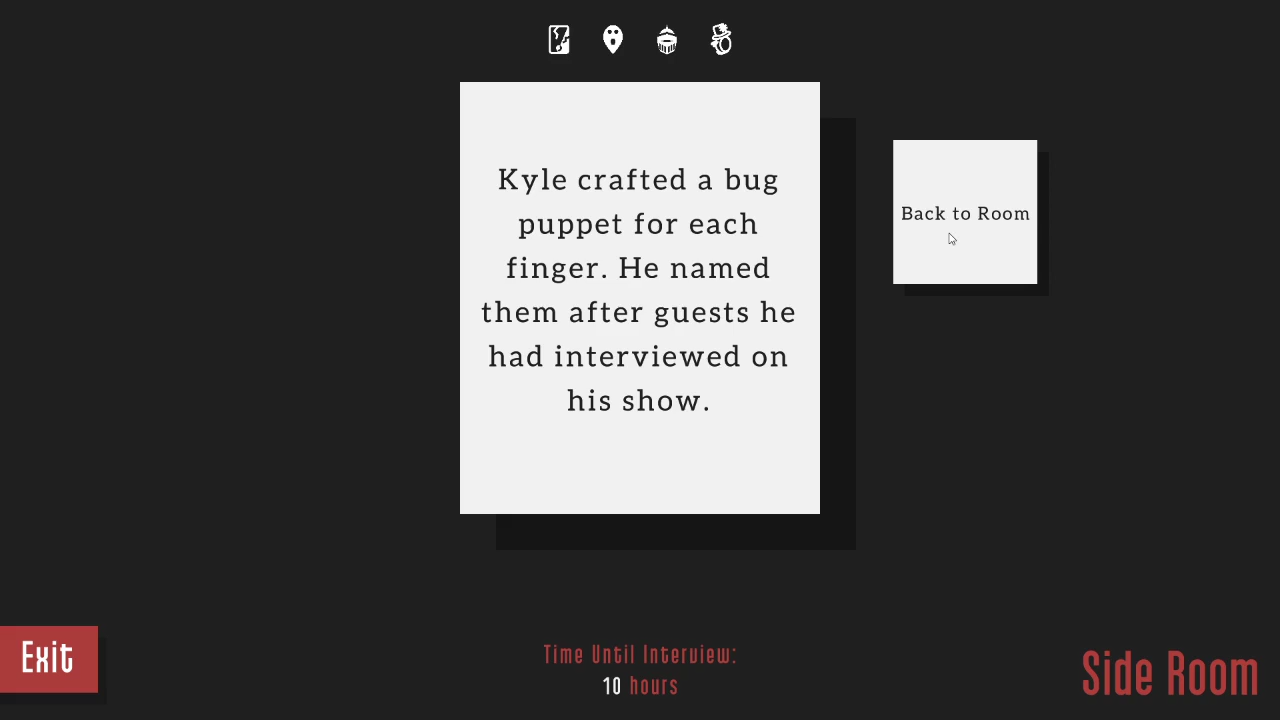 Kyle crafted a bug
puppet for each
finger. He named
them after guests he
had interviewed on
his show.
Back to Room
Exit
Time Until Interview:
10 hours
Side Room